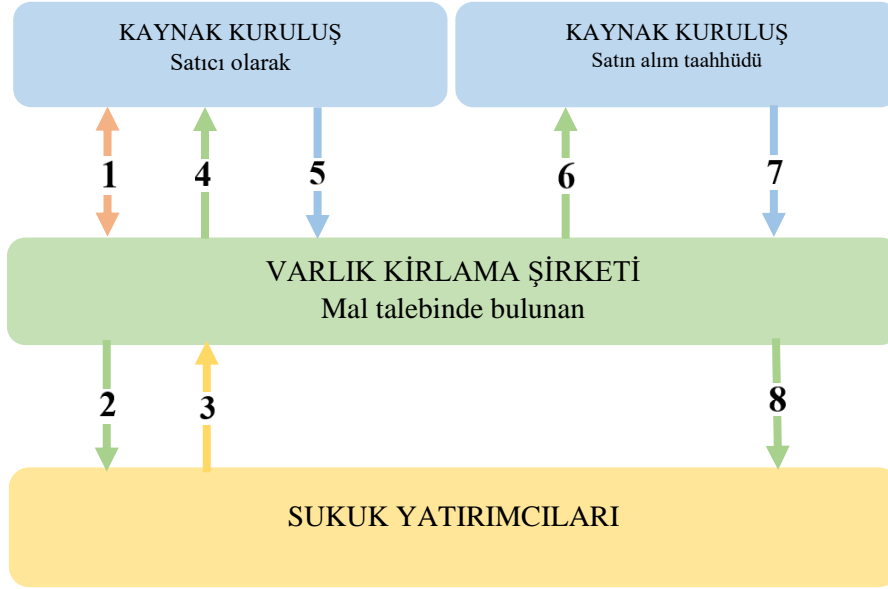 KAYNAK KURULUŞ
Satıcı olarak
KAYNAK KURULUŞ
Satın alım taahhüdü
1
4
5
6
7
VARLIK KİRLAMA ŞİRKETİ
Mal talebinde bulunan
2
3
8
SUKUK YATIRIMCILARI